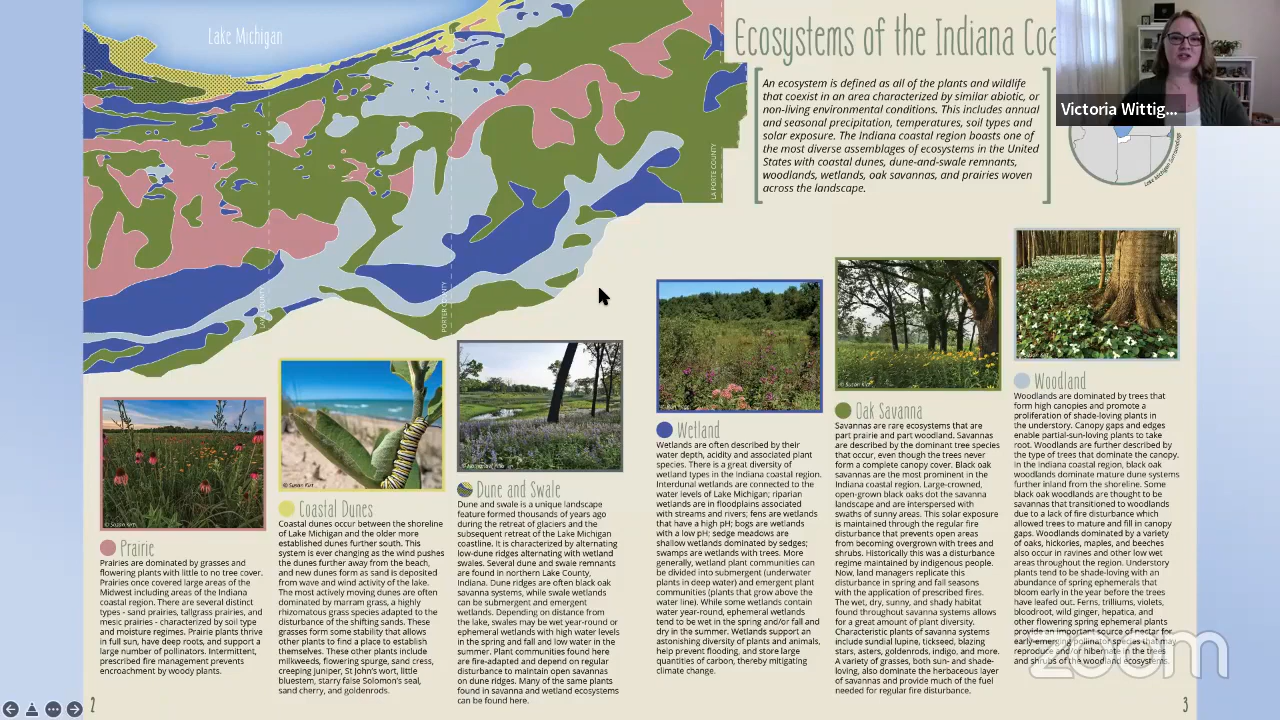 Lake Michigan
LAKE COUNTY
PORTER COUNTY
LA PORTE COUNTY
Ecosystems of the Indiana Coa
An ecosystem is defined as all of the plants and wildlife
that coexist in an area characterized by similar abiotic, or
non-living environmental conditions. This includes annual
and seasonal precipitation, temperatures, soil types and
solar exposure. The Indiana coastal region boasts one of
the most diverse assemblages of ecosystems in the United
States with coastal dunes, dune-and-swale remnants,
woodlands, wetlands, oak savannas, and prairies woven
across the landscape.
Victoria Wittig...
© Susan Kirt
Prairie
Prairies are dominated by grasses and
flowering plants with little to no tree cover.
Prairies once covered large areas of the
Midwest including areas of the Indiana
coastal region. There are several distinct
types - sand prairies, tallgrass prairies, and
mesic prairies - characterized by soil type
and moisture regimes. Prairie plants thrive
in full sun, have deep roots, and support a
large number of pollinators. Intermittent,
prescribed fire management prevents
encroachment by woody plants.
© Susan Kirt
Coastal Dunes
Coastal dunes occur between the shoreline
of Lake Michigan and the older more
established dunes further south. This
system is ever changing as the wind pushes
the dunes further away from the beach,
and new dunes form as sand is deposited
from wave and wind activity of the lake.
The most actively moving dunes are often
dominated by marram grass, a highly
rhizomatous grass species adapted to the
disturbance of the shifting sands. These
grasses form some stability that allows
other plants to find a place to establish
themselves. These other plants include
milkweeds, flowering spurge, sand cress,
creeping juniper, St John's wort, little
bluestem, starry false Solomon's seal,
sand cherry, and goldenrods.
Dune and Swale
Dune and swale is a unique landscape
feature formed thousands of years ago
during the retreat of glaciers and the
subsequent retreat of the Lake Michigan
coastline. It is characterized by alternating
low-dune ridges alternating with wetland
swales. Several dune and swale remnants
are found in northern Lake County,
Indiana. Dune ridges are often black oak
savanna systems, while swale wetlands
can be submergent and emergent
wetlands. Depending on distance from
the lake, swales may be wet year-round or
ephemeral wetlands with high water levels
in the spring and fall and low water in the
summer. Plant communities found here
are fire-adapted and depend on regular
disturbance to maintain open savannas
on dune ridges. Many of the same plants
found in savanna and wetland ecosystems
can be found here.
Wetland
Wetlands are often described by their
water depth, acidity and associated plant
species. There is a great diversity of
wetland types in the Indiana coastal region.
Interdunal wetlands are connected to the
water levels of Lake Michigan; riparian
wetlands are in floodplains associated
with streams and rivers; fens are wetlands
that have a high pH; bogs are wetlands
with a low pH; sedge meadows are
shallow wetlands dominated by sedges;
swamps are wetlands with trees. More
generally, wetland plant communities can
be divided into submergent (underwater
plants in deep water) and emergent plant
communities (plants that grow above the
water line). While some wetlands contain
water year-round, ephemeral wetlands
tend to be wet in the spring and/or fall and
dry in the summer. Wetlands support an
astonishing diversity of plants and animals,
help prevent flooding, and store large
quantities of carbon, thereby mitigating
climate change.
© Susan Kirt
Oak Savanna
Savannas are rare ecosystems that are
part prairie and part woodland. Savannas
are described by the dominant tree species
that occur, even though the trees never
form a complete canopy cover. Black oak
savannas are the most prominent in the
Indiana coastal region. Large-crowned,
open-grown black oaks dot the savanna
landscape and are interspersed with
swaths of sunny areas. This solar exposure
is maintained through the regular fire
disturbance that prevents open areas
from becoming overgrown with trees and
shrubs. Historically this was a disturbance
regime maintained by indigenous people.
Now, land managers replicate this
disturbance in spring and fall seasons
with the application of prescribed fires.
The wet, dry, sunny, and shady habitat
found throughout savanna systems allows
for a great amount of plant diversity.
Characteristic plants of savanna systems
include sundial lupine, tickseed, blazing
stars, asters, goldenrods, indigo, and more.
A variety of grasses, both sun- and shade-
loving, also dominate the herbaceous layer
of savannas and provide much of the fuel
needed for regular fire disturbance.
© Susan Kirt
Woodland
Woodlands are dominated by trees that
form high canopies and promote a
proliferation of shade-loving plants in
the understory. Canopy gaps and edges
enable partial-sun-loving plants to take
root. Woodlands are further described by
the type of trees that dominate the canopy.
In the Indiana coastal region, black oak
woodlands dominate mature dune systems
further inland from the shoreline. Some
black oak woodlands are thought to be
savannas that transitioned to woodlands
due to a lack of fire disturbance which
allowed trees to mature and fill in canopy
gaps. Woodlands dominated by a variety
of oaks, hickories, maples, and beeches
also occur in ravines and other low wet
areas throughout the region. Understory
plants tend to be shade-loving with an
abundance of spring ephemerals that
bloom early in the year before the trees
have leafed out. Ferns, trilliums, violets,
bloodroot, wild ginger, hepatica, and
other flowering spring ephemeral plants
provide an important source of nectar for
early-emerging pollinator species that may
reproduce and/or hibernate in the trees
and shrubs of the woodland ecosystems.
zoom
2
3